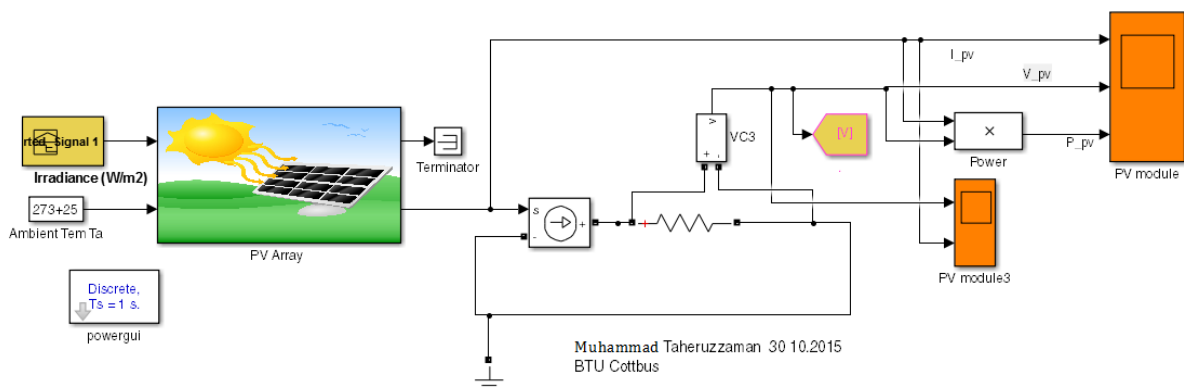 I_pv
V_pv
P_pv
PV module
rted_Signal 1
Irradiance (W/m2)
273+25
Ambient Tem Ta
PV Array
Terminator
s
+
-
v
+ -
VC3
[V]
×
Power
+
PV module3
Discrete,
Ts = 1 s.
powergui
Muhammad Taheruzzaman 30 10.2015
BTU Cottbus